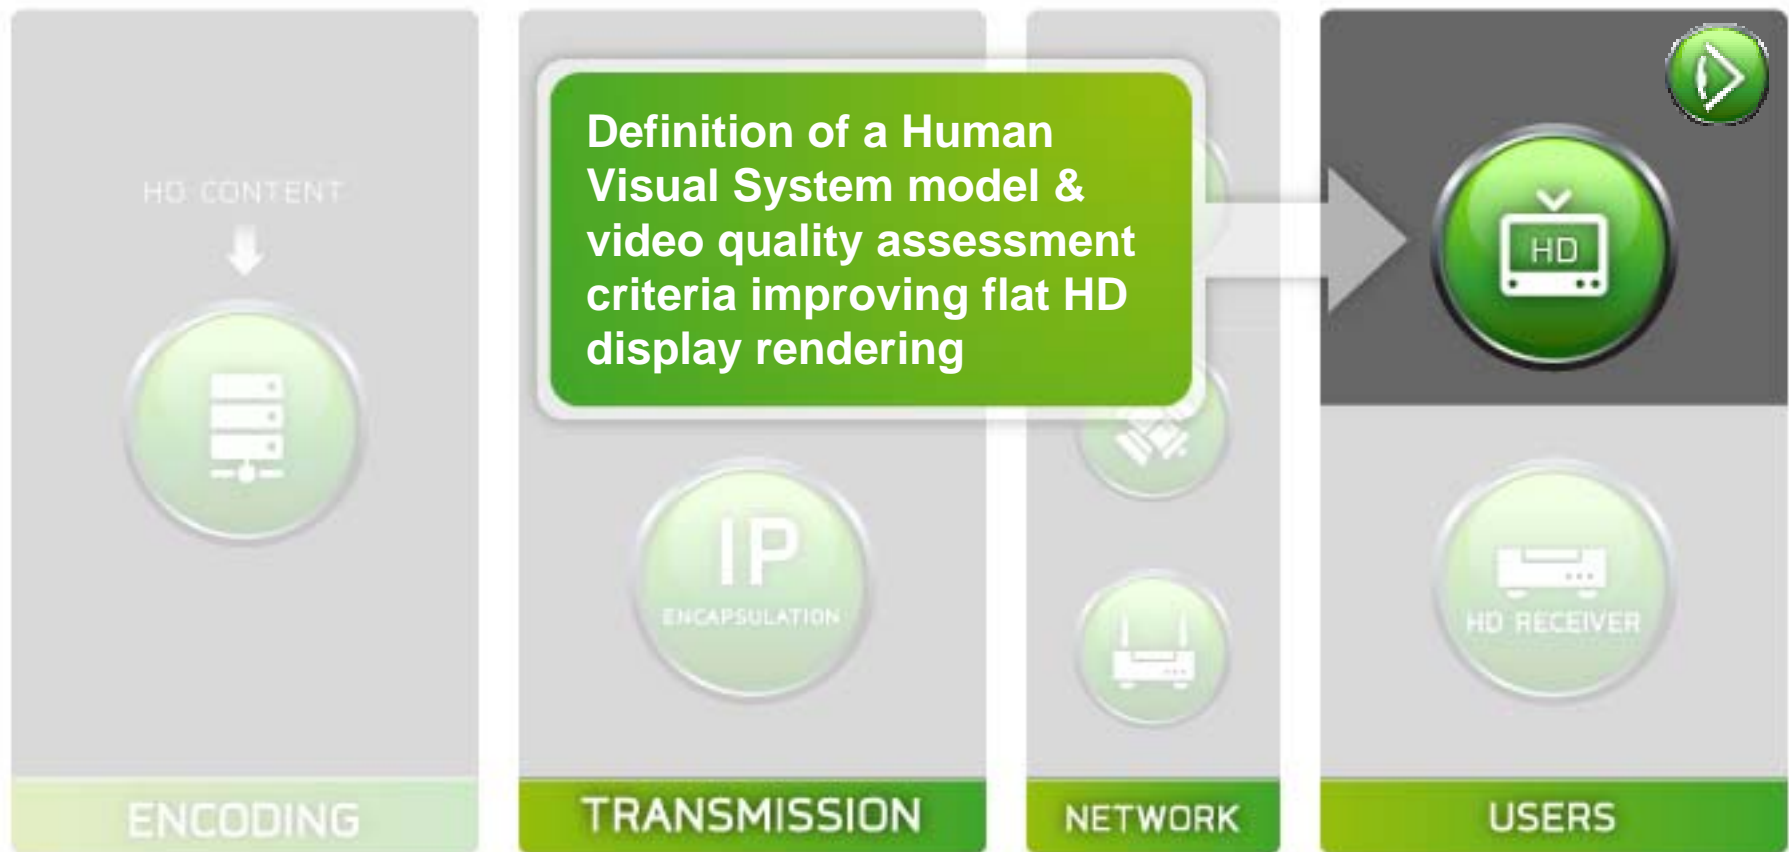 HD CONTENT
Definition of a Human
Visual System model &
video quality assessment
criteria improving flat HD
display rendering
HD
IP
ENCAPSULATION
HD RECEIVER
ENCODING
TRANSMISSION
NETWORK
USERS